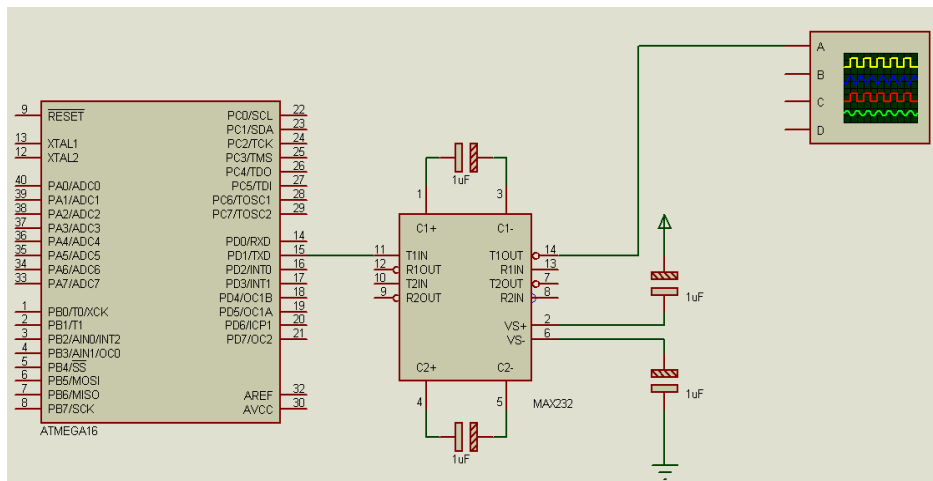 A
B
C
D
9 RESET
13 XTAL1
12 XTAL2
40 PA0/ADC0
39 PA1/ADC1
38 PA2/ADC2
37 PA3/ADC3
36 PA4/ADC4
35 PA5/ADC5
34 PA6/ADC6
33 PA7/ADC7
1 PB0/T0/XCK
2 PB1/T1
3 PB2/AIN0/INT2
4 PB3/AIN1/OC0
5 PB4/SS
6 PB5/MOSI
7 PB6/MISO
8 PB7/SCK
PC0/SCL 22
PC1/SDA 23
PC2/TCK 24
PC3/TMS 25
PC4/TDO 26
PC5/TDI 27
PC6/TOSC1 28
PC7/TOSC2 29
PD0/RXD 14
PD1/TXD 15
PD2/INT0 16
PD3/INT1 17
PD4/OC1B 18
PD5/OC1A 19
PD6/ICP1 20
PD7/OC2 21
AREF 32
AVCC 30
ATMEGA16
1uF
1 3
C1+ C1-
11 T1IN
12 R1OUT
10 T2IN
9 R2OUT
T1OUT 14
R1IN 13
T2OUT 7
R2IN 8
VS+ 2
VS- 6
C2+ C2-
4 5
MAX232
1uF
1uF
1uF